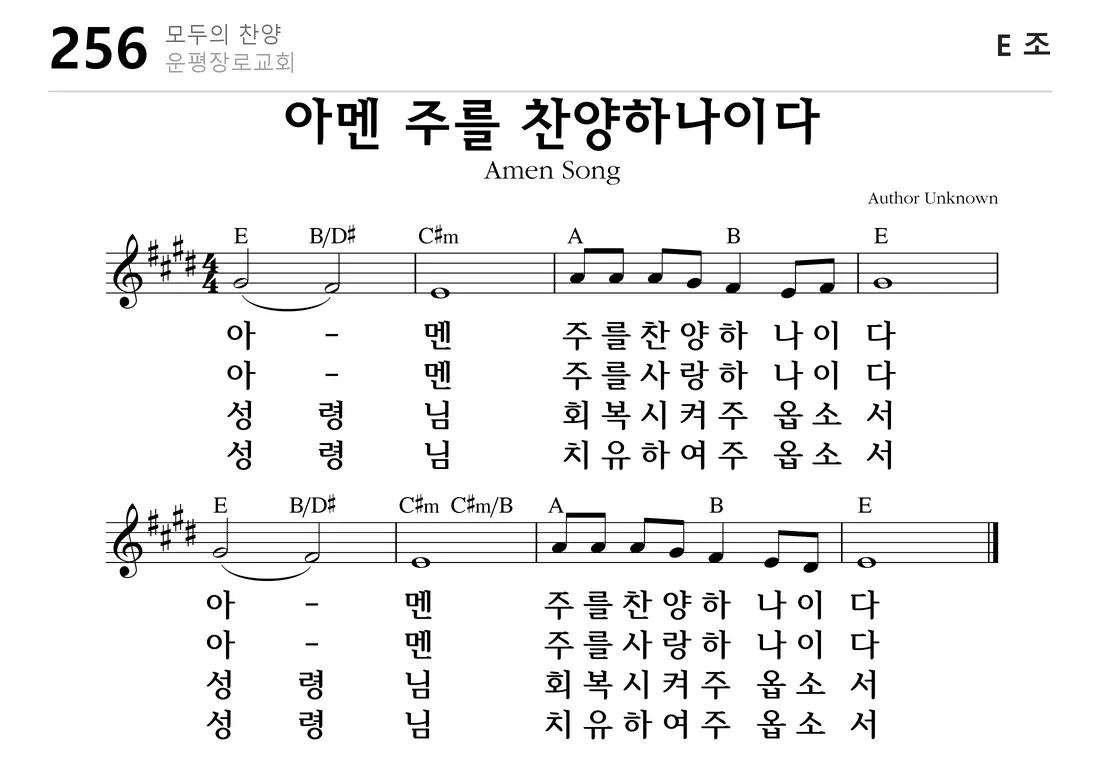 256 모두의 찬양
운평장로교회
E 조
아멘 주를 찬양하나이다
Amen Song
Author Unknown
E B/D♯ C♯m A B E
4/4
아 - 멘 주를찬양하 나이 다
아 - 멘 주를사랑하 나이 다
성 령 님 회복시켜주 옵소 서
성 령 님 치유하여주 옵소 서
E B/D♯ C♯m C♯m/B A B E
아 - 멘 주를찬양하 나이 다
아 - 멘 주를사랑하 나이 다
성 령 님 회복시켜주 옵소 서
성 령 님 치유하여주 옵소 서